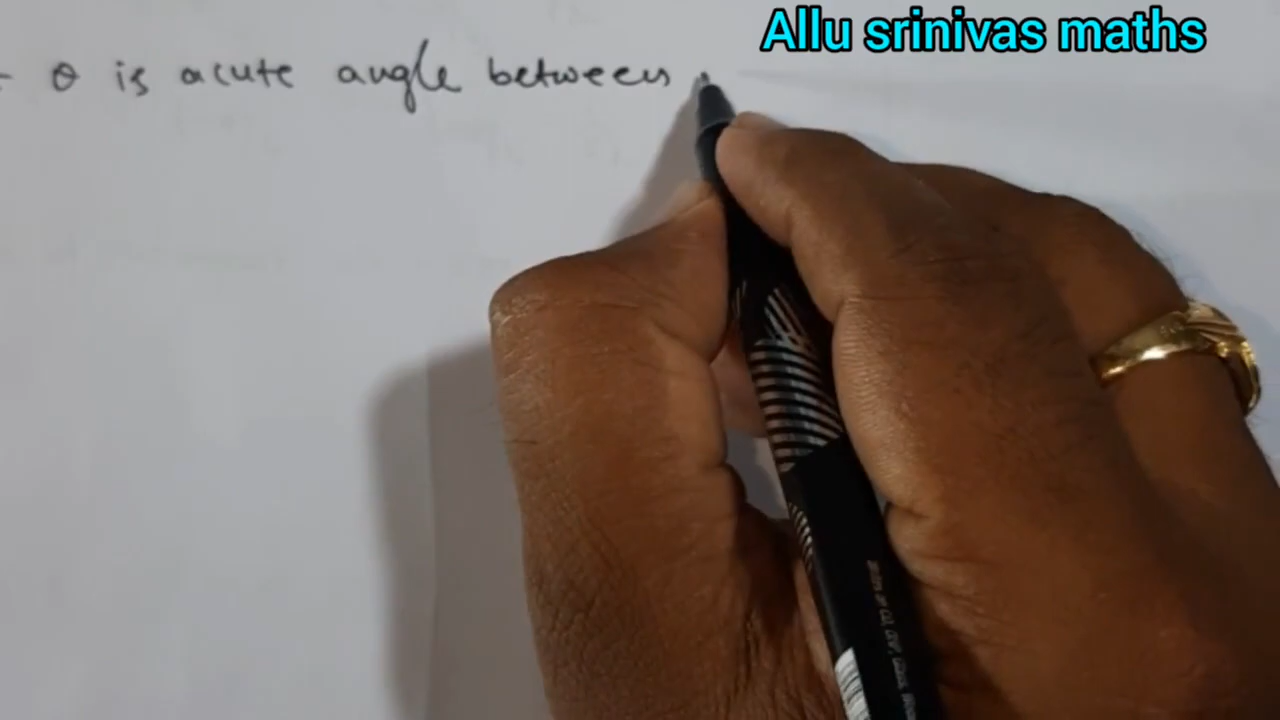 Allu srinivas maths
θ is acute angle between